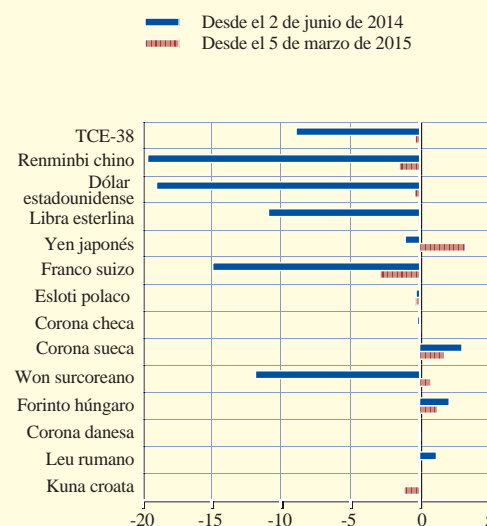 Desde el 2 de junio de 2014
Desde el 5 de marzo de 2015
TCE-38
Renminbi chino
Dólar
estadounidense
Libra esterlina
Yen japonés
Franco suizo
Esloti polaco
Corona checa
Corona sueca
Won surcoreano
Forinto húngaro
Corona danesa
Leu rumano
Kuna croata
-20 -15 -10 -5 0 5